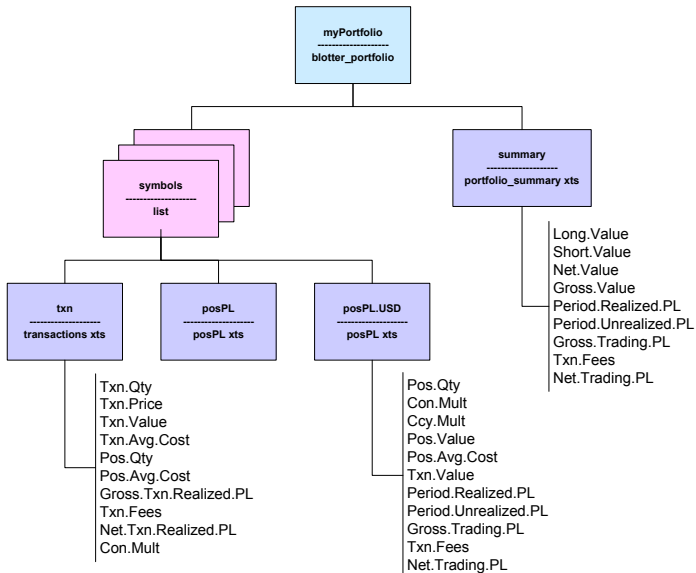 myPortfolio
--------------------
blotter_portfolio
symbols
--------------------
list
summary
--------------------
portfolio_summary xts
Long.Value
Short.Value
Net.Value
Gross.Value
Period.Realized.PL
Period.Unrealized.PL
Gross.Trading.PL
Txn.Fees
Net.Trading.PL
txn
--------------------
transactions xts
posPL
--------------------
posPL xts
posPL.USD
--------------------
posPL xts
Txn.Qty
Txn.Price
Txn.Value
Txn.Avg.Cost
Pos.Qty
Pos.Avg.Cost
Gross.Txn.Realized.PL
Txn.Fees
Net.Txn.Realized.PL
Con.Mult
Pos.Qty
Con.Mult
Ccy.Mult
Pos.Value
Pos.Avg.Cost
Txn.Value
Period.Realized.PL
Period.Unrealized.PL
Gross.Trading.PL
Txn.Fees
Net.Trading.PL